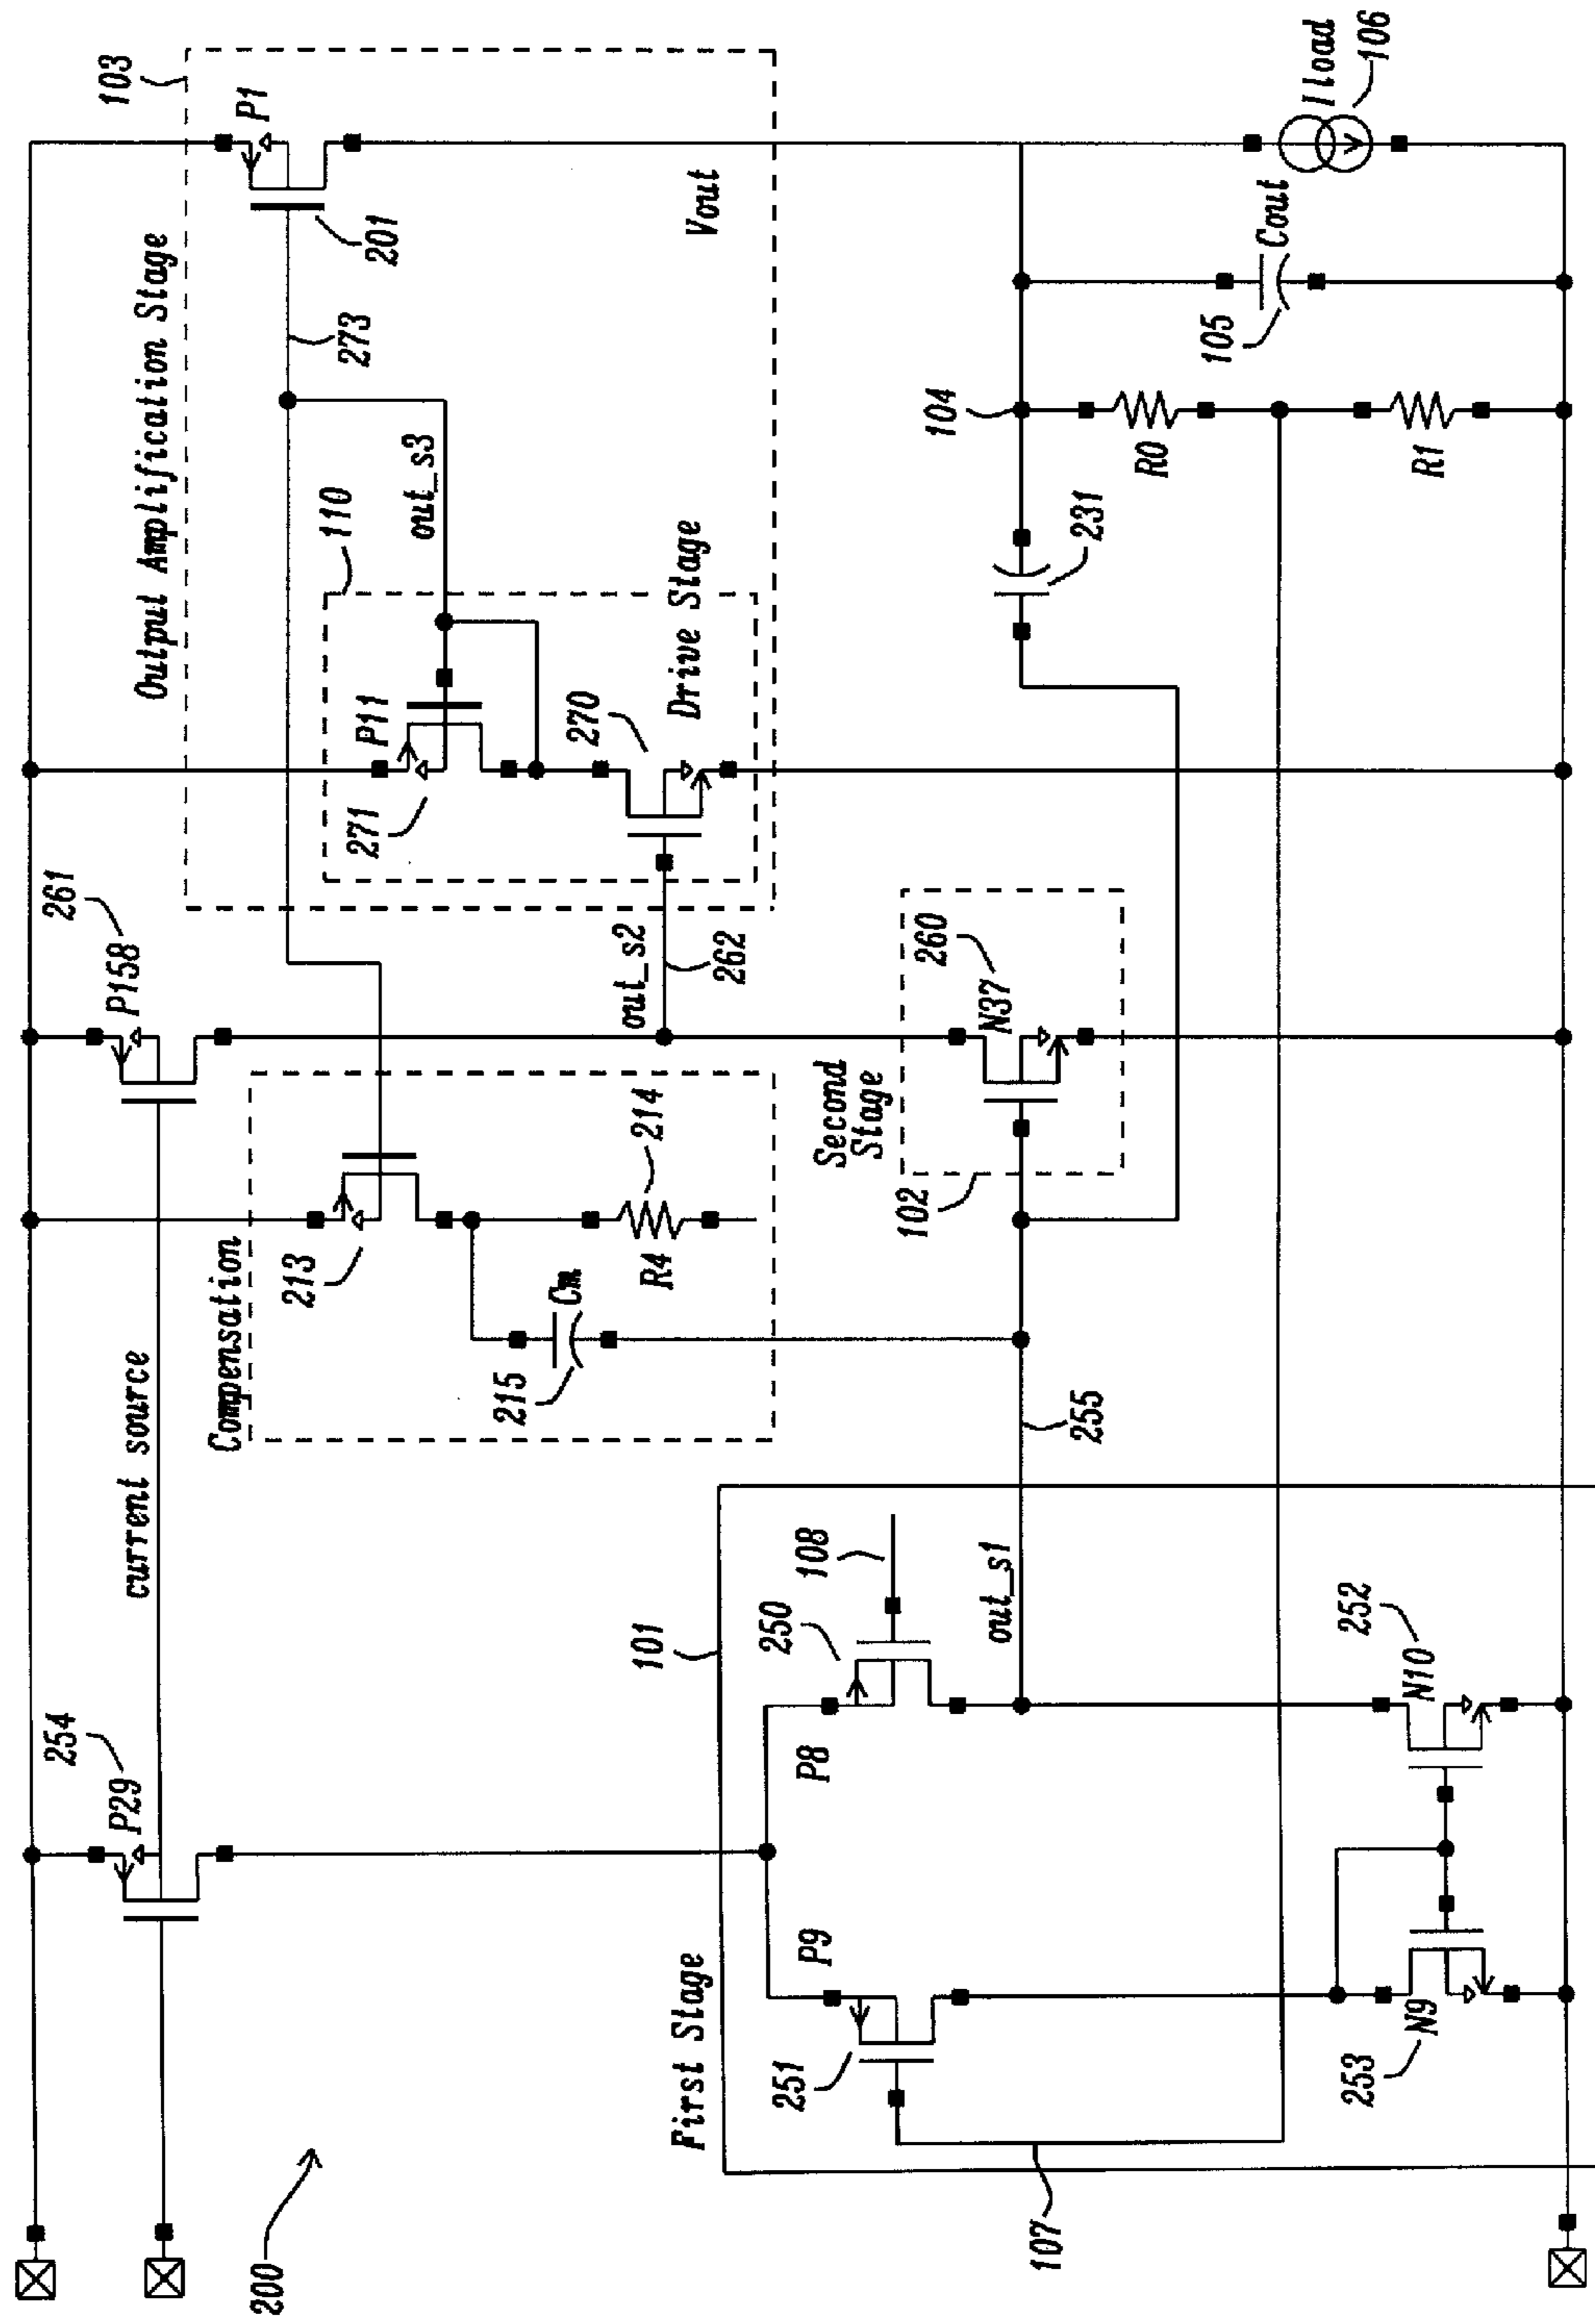 200
254
P29
current source
261
P158
103
Output Amplification Stage
P1
201
273
out_s3
110
P11
271
270
Drive Stage
Vout
Compensation
213
Cm
215
R4
214
out_s2
262
Second
Stage
102
N37
260
104
231
R0
R1
105
Cout
Iload
106
First Stage
101
P9
251
P8
250
108
out_s1
255
107
253
N9
N10
252